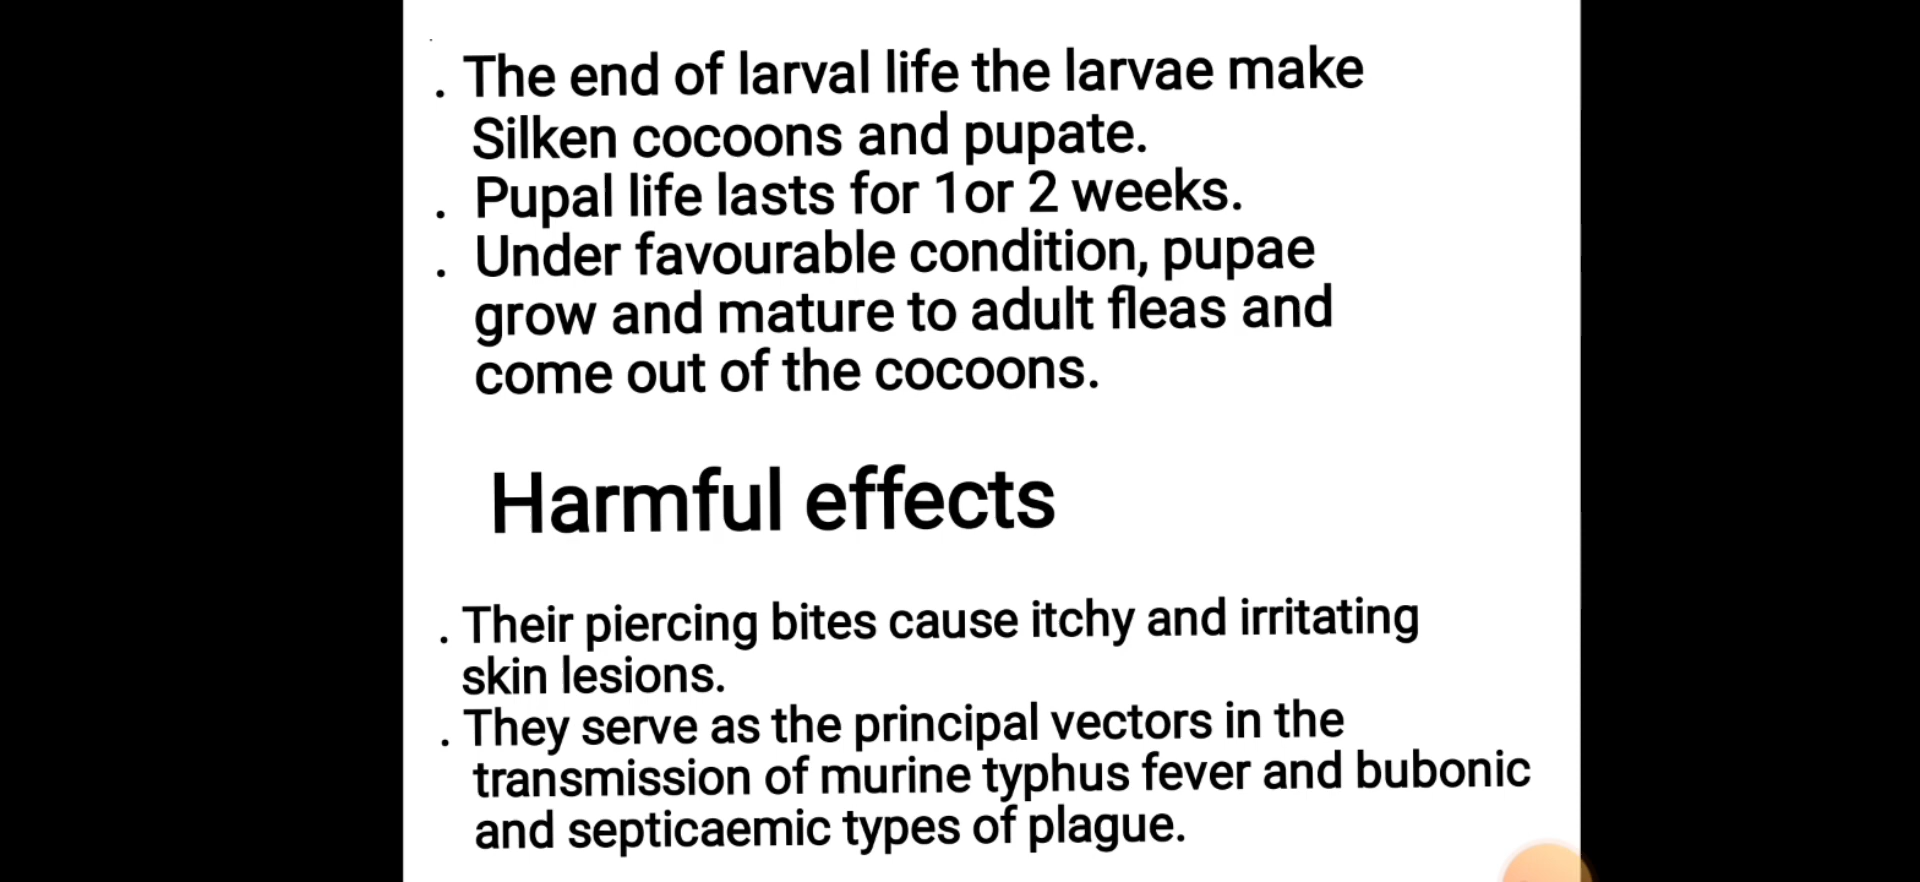 . The end of larval life the larvae make
Silken cocoons and pupate.
. Pupal life lasts for 1or 2 weeks.
. Under favourable condition, pupae
grow and mature to adult fleas and
come out of the cocoons.
Harmful effects
. Their piercing bites cause itchy and irritating
skin lesions.
. They serve as the principal vectors in the
transmission of murine typhus fever and bubonic
and septicaemic types of plague.